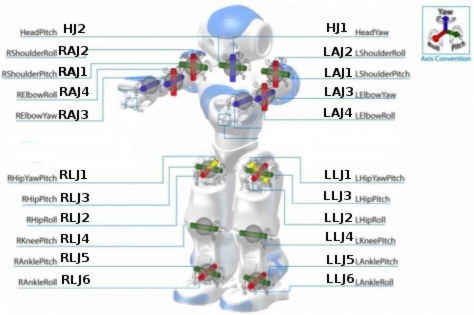 HeadPitch HJ2
HJ1 HeadYaw
Yaw
Roll Pitch
Axis Convention
RShoulderRoll RAJ2
LAJ2 LShoulderRoll
RShoulderPitch RAJ1
LAJ1 LShoulderPitch
RElbowRoll RAJ4
LAJ3 LElbowYaw
RElbowYaw RAJ3
LAJ4 LElbowRoll
RHipYawPitch RLJ1
LLJ1 LHipYawPitch
RHipPitch RLJ3
LLJ3 LHipPitch
RHipRoll RLJ2
LLJ2 LHipRoll
RKneePitch RLJ4
LLJ4 LKneePitch
RAnklePitch RLJ5
LLJ5 LAnklePitch
RAnkleRoll RLJ6
LLJ6 LAnkleRoll